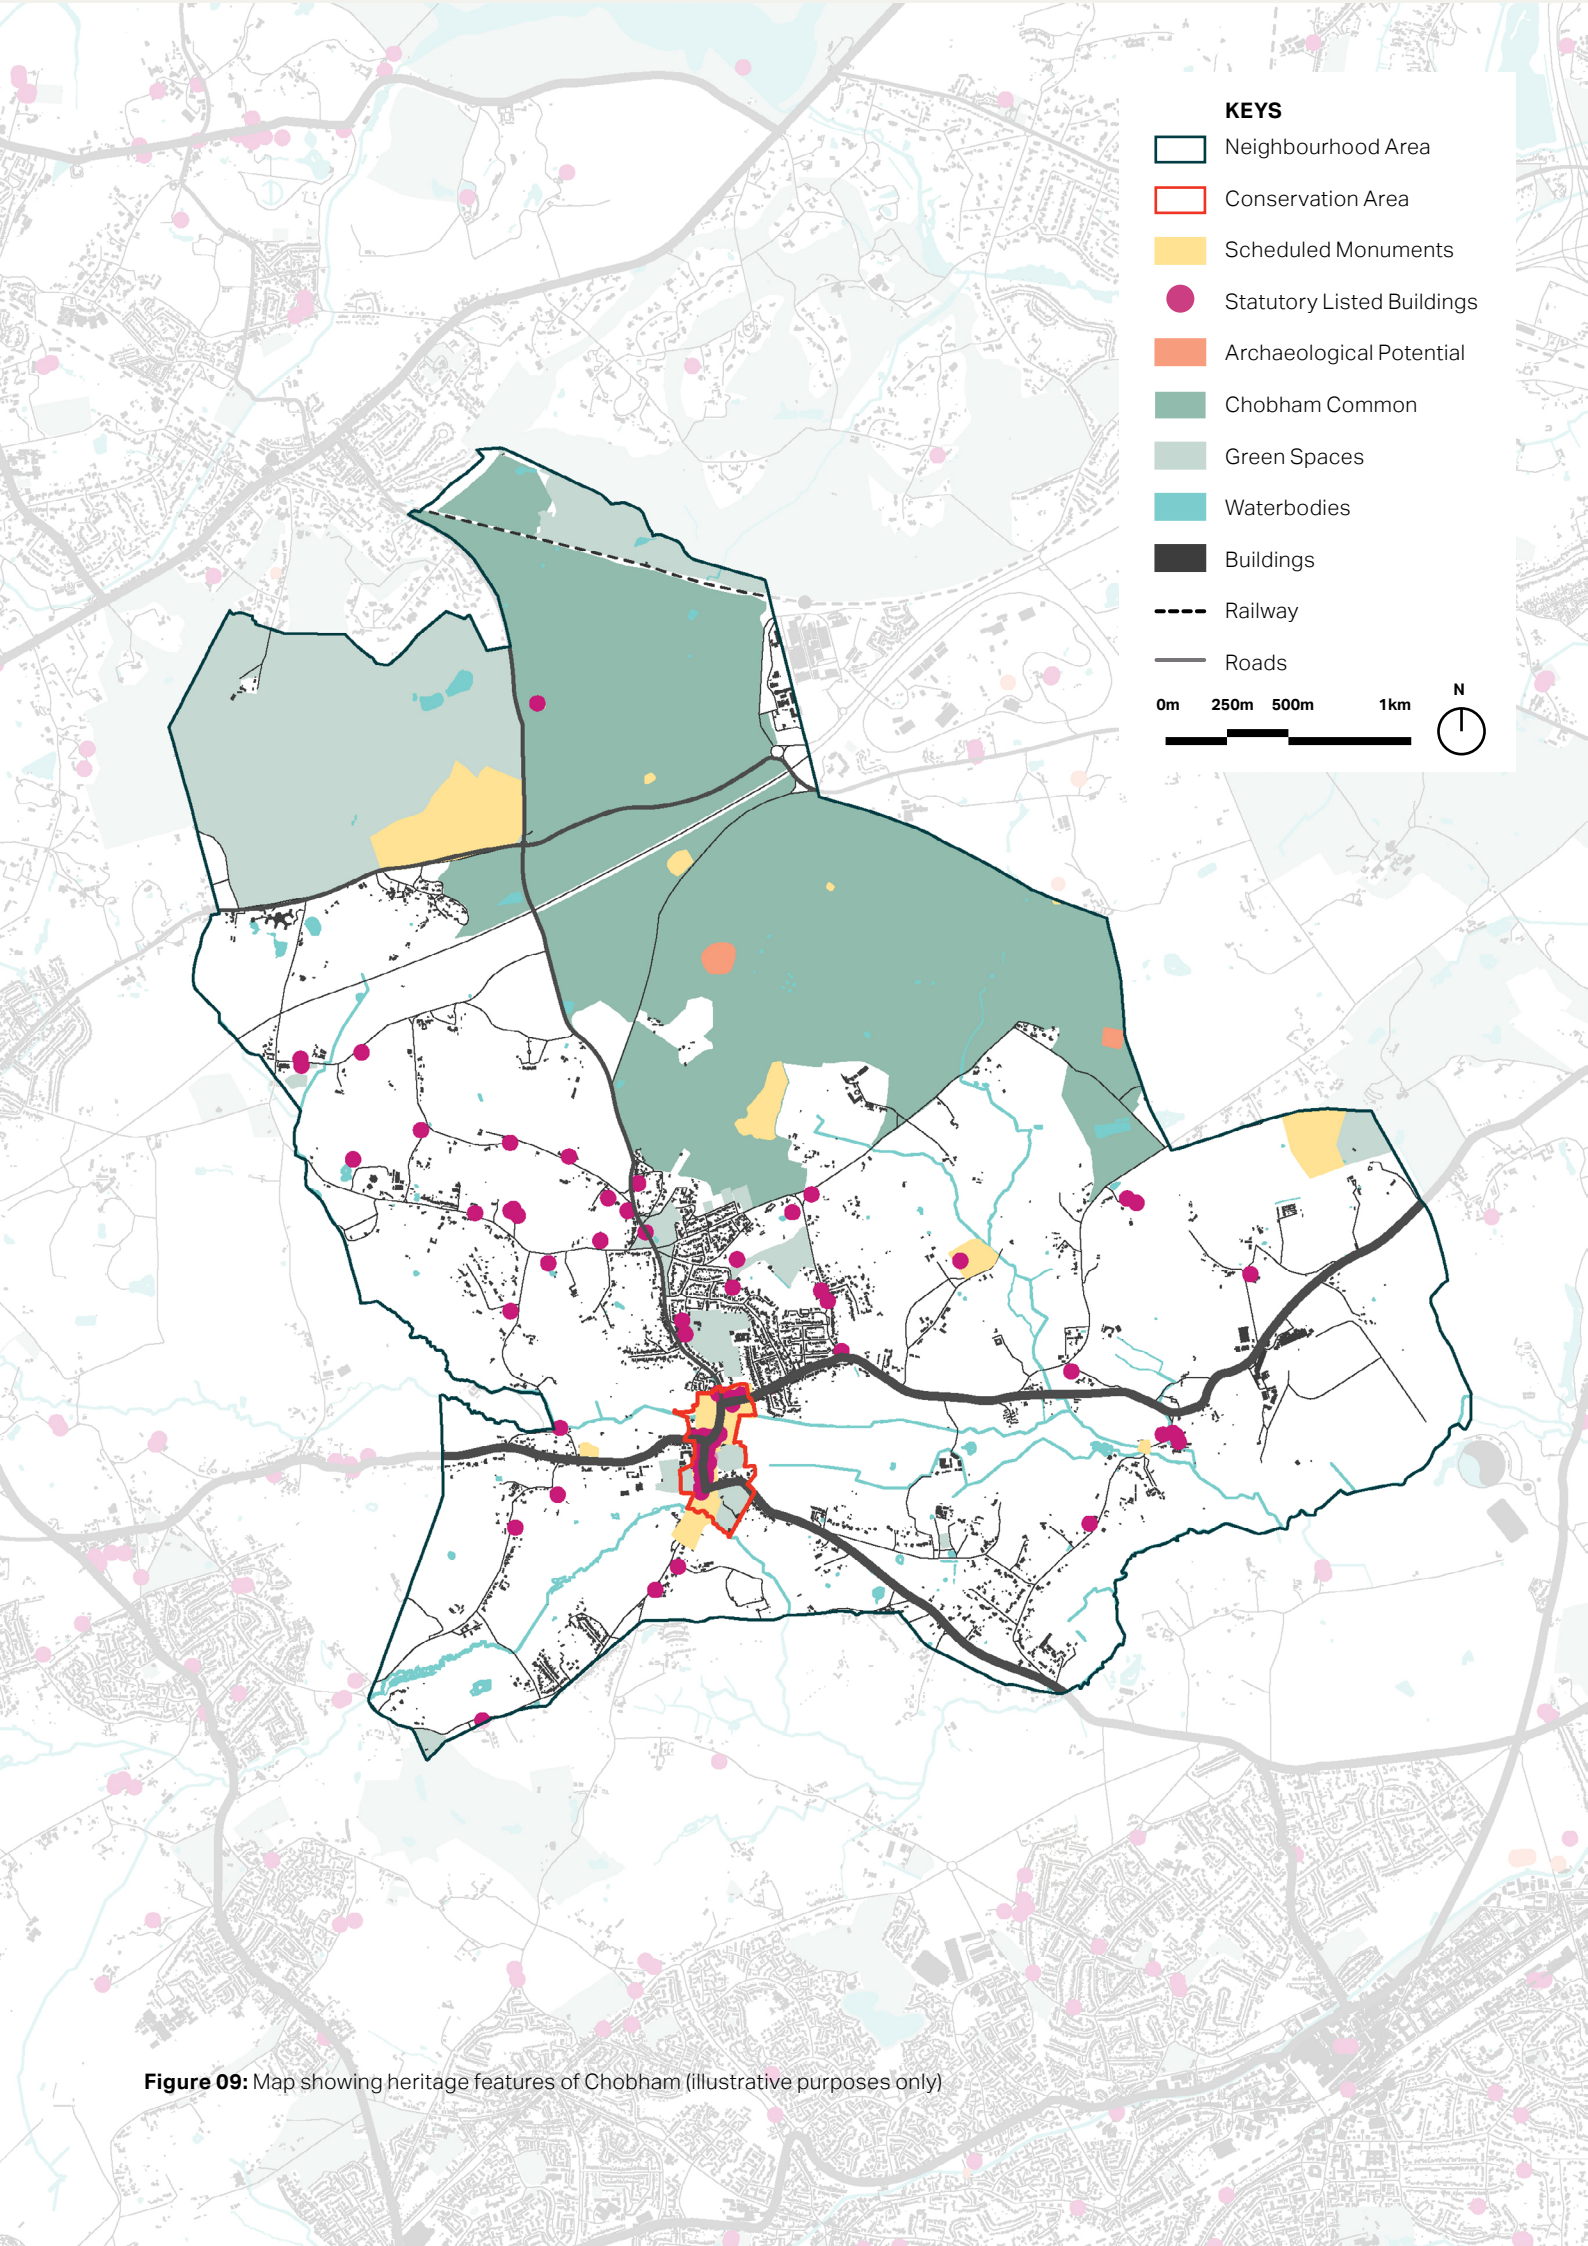 KEYS
Neighbourhood Area
Conservation Area
Scheduled Monuments
Statutory Listed Buildings
Archaeological Potential
Chobham Common
Green Spaces
Waterbodies
Buildings
Railway
Roads
0m 250m 500m 1km
N
Figure 09: Map showing heritage features of Chobham (illustrative purposes only)